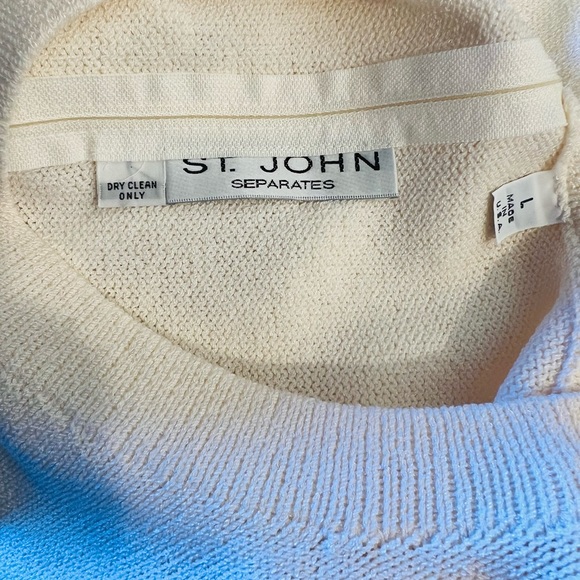 ST. JOHN
SEPARATES
DRY CLEAN
ONLY
L
MADE
IN
U.S.A.